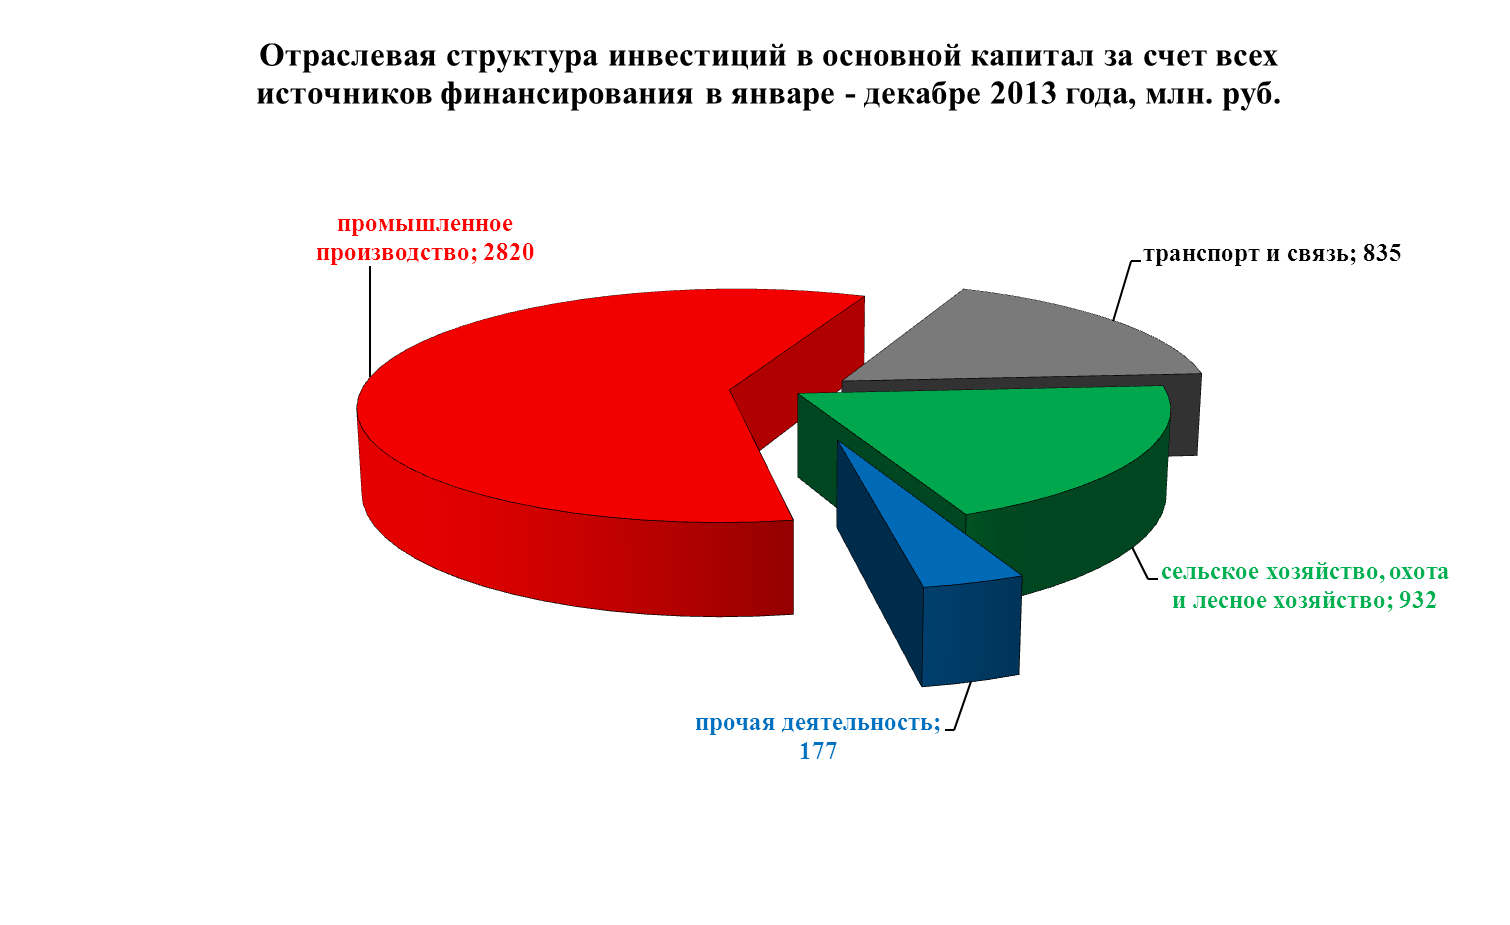 Отраслевая структура инвестиций в основной капитал за счет всех
источников финансирования в январе - декабре 2013 года, млн. руб.
промышленное
производство; 2820
транспорт и связь; 835
сельское хозяйство, охота
и лесное хозяйство; 932
прочая деятельность;
177